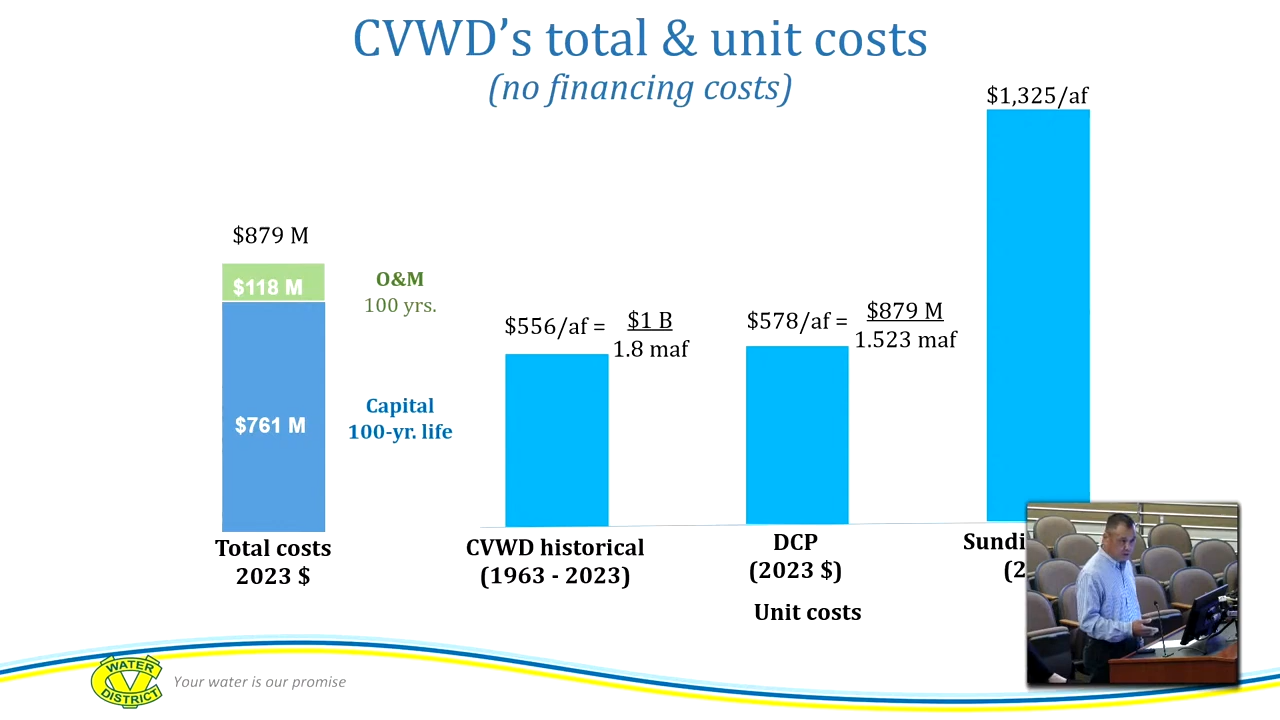 CVWD’s total & unit costs
(no financing costs)
$1,325/af
$879 M
$118 M
O&M
100 yrs.
$761 M
Capital
100-yr. life
$556/af =
$1 B
1.8 maf
$578/af =
$879 M
1.523 maf
Total costs
2023 $
CVWD historical
(1963 - 2023)
DCP
(2023 $)
Unit costs
WATER
DISTRICT
Your water is our promise